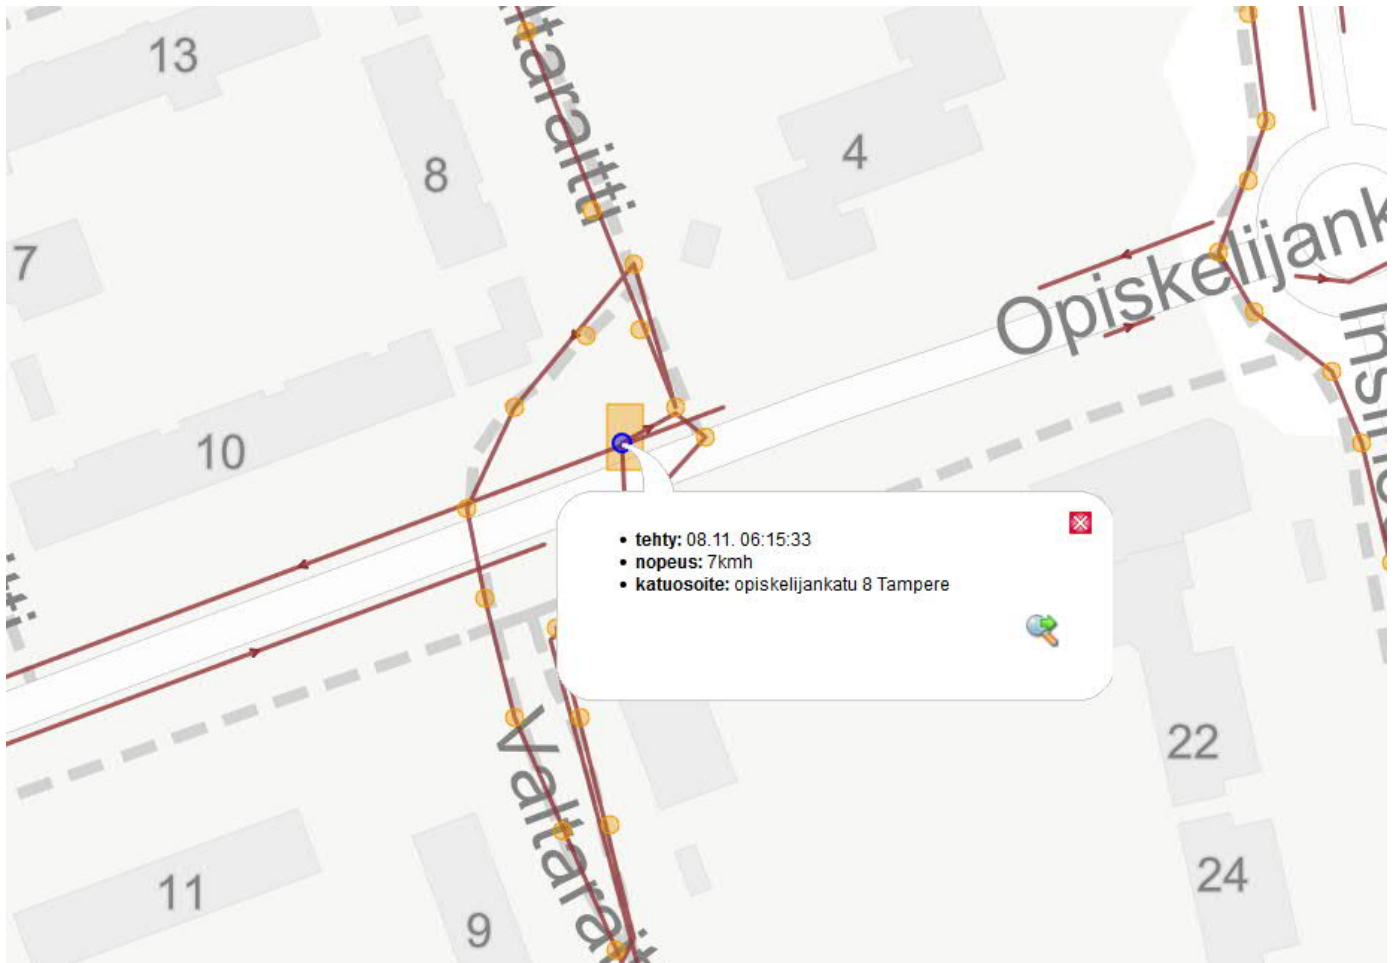 13
8
4
7
10
Opiskelijank
• tehty: 08.11. 06:15:33
• nopeus: 7kmh
• katuosoite: opiskelijankatu 8 Tampere
22
24
11
9